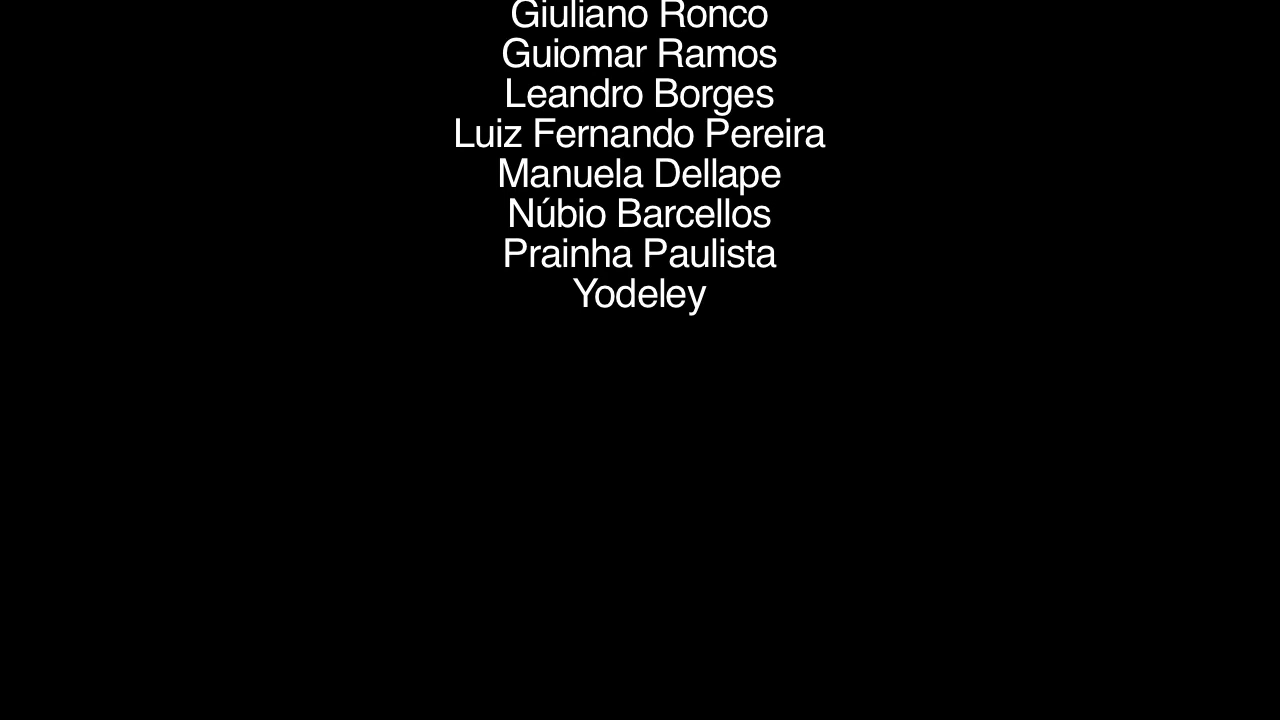 Giuliano Ronco
Guiomar Ramos
Leandro Borges
Luiz Fernando Pereira
Manuela Dellape
Núbio Barcellos
Prainha Paulista
Yodeley